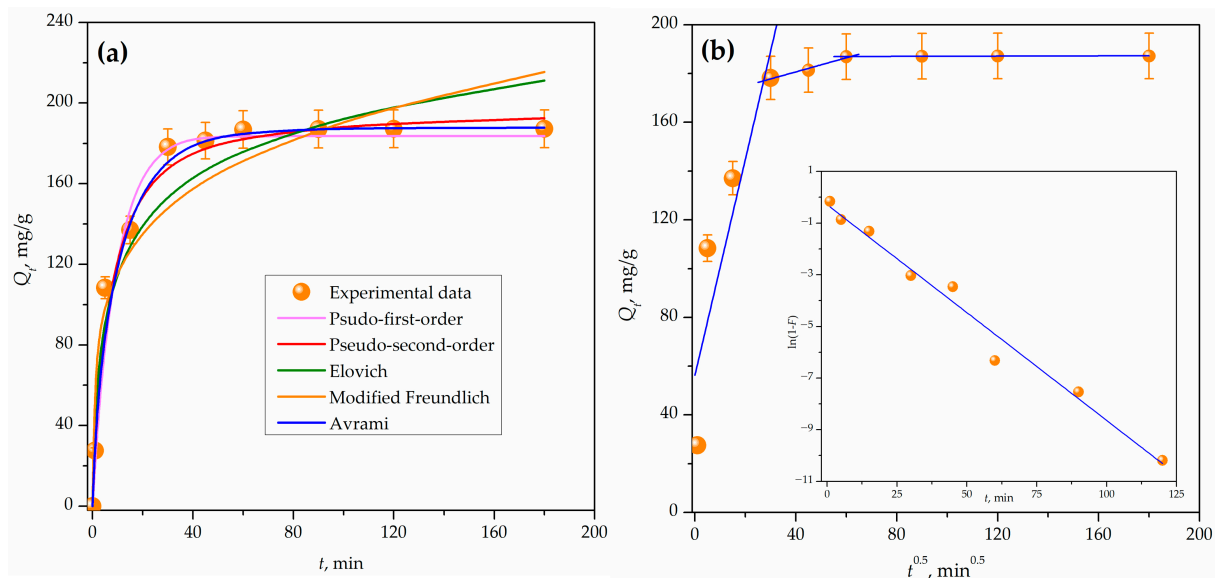 (a)
240
200
160
120
80
40
0
Qt, mg/g
0 40 80 120 160 200
t, min
Experimental data
Psudo-first-order
Pseudo-second-order
Elovich
Modified Freundlich
Avrami
(b)
200
160
120
80
40
0
Qt, mg/g
0 40 80 120 160 200
t^0.5, min^0.5
1
−1
−3
−5
−7
−9
−11
ln(1-F)
0 25 50 75 100 125
t, min